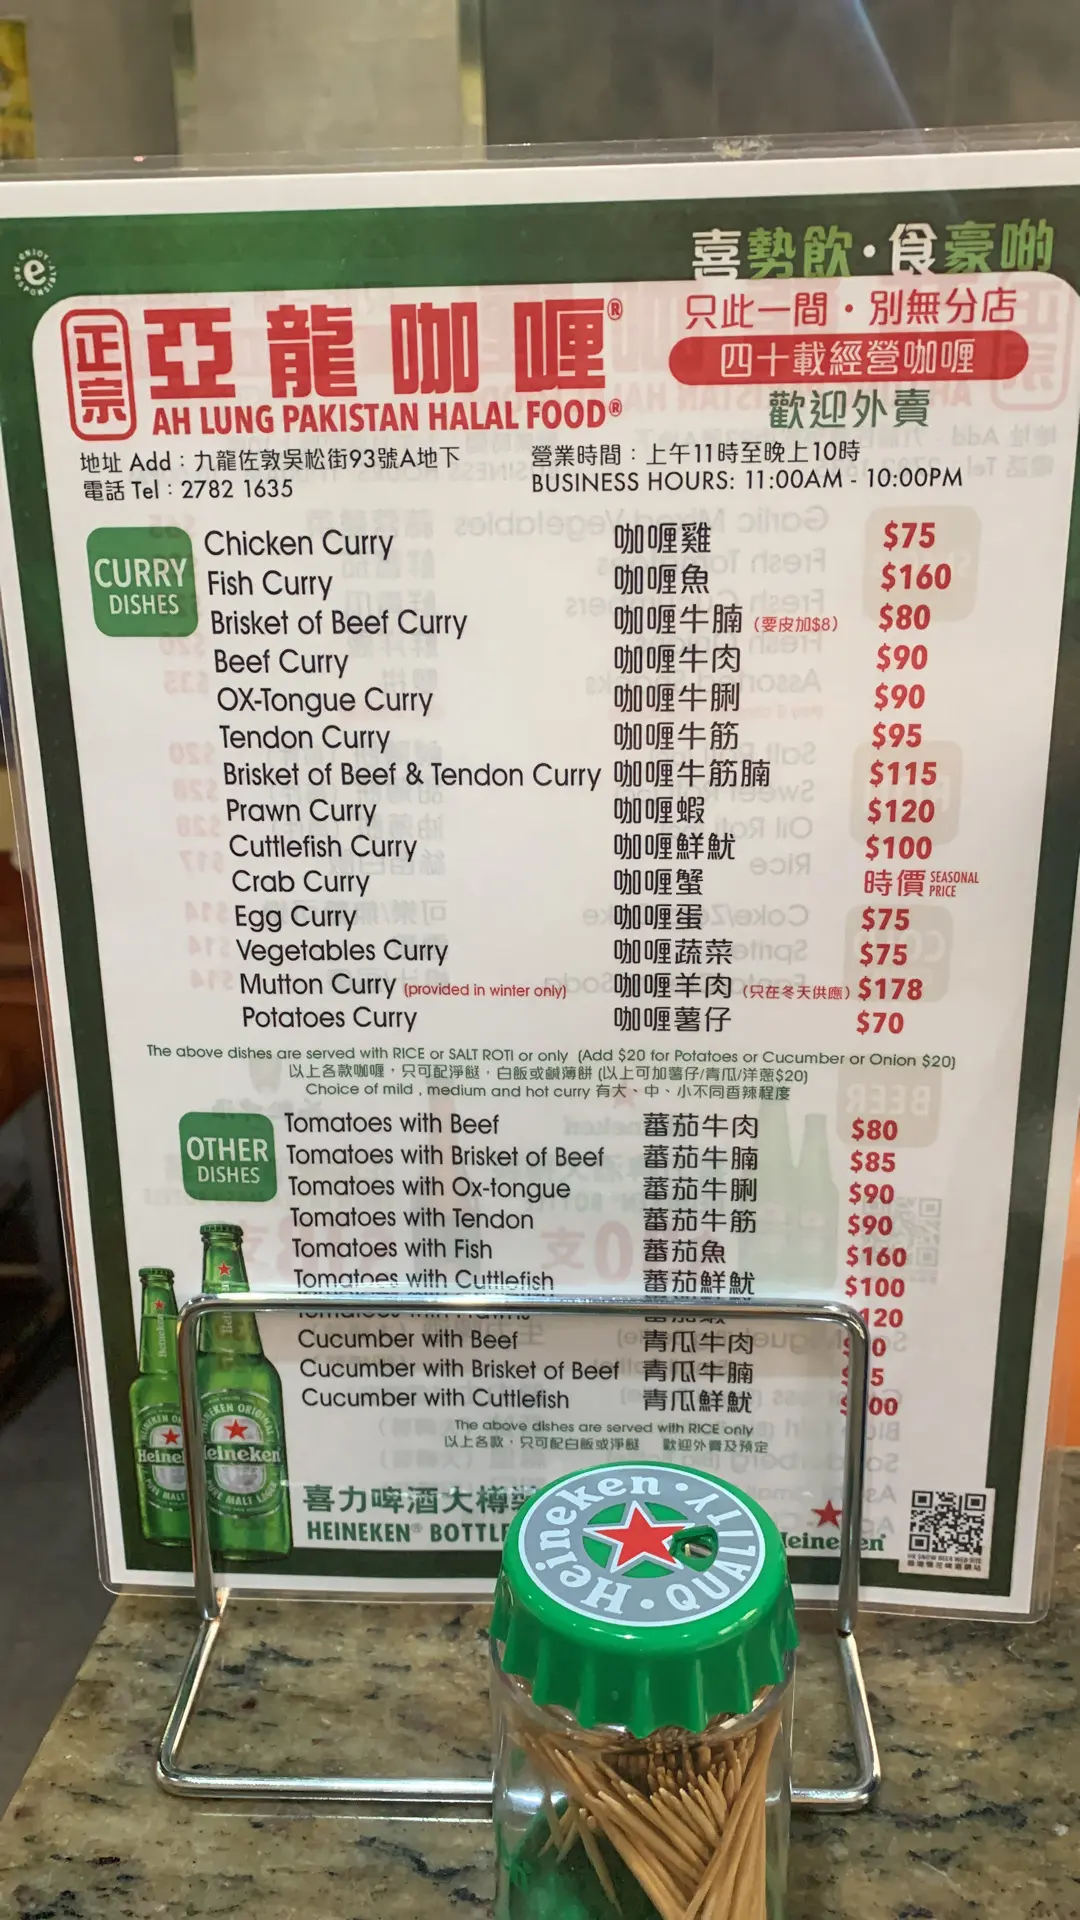 喜勢飲·食豪啲
正宗 亞龍咖喱®
AH LUNG PAKISTAN HALAL FOOD®
只此一間·別無分店
四十載經營咖喱
歡迎外賣
地址 Add：九龍佐敦吳松街93號A地下
電話 Tel：2782 1635
營業時間：上午11時至晚上10時
BUSINESS HOURS: 11:00AM - 10:00PM
CURRY
DISHES
Chicken Curry 咖喱雞 $75
Fish Curry 咖喱魚 $160
Brisket of Beef Curry 咖喱牛腩 (要皮加$8) $80
Beef Curry 咖喱牛肉 $90
OX-Tongue Curry 咖喱牛脷 $90
Tendon Curry 咖喱牛筋 $95
Brisket of Beef & Tendon Curry 咖喱牛筋腩 $115
Prawn Curry 咖喱蝦 $120
Cuttlefish Curry 咖喱鮮魷 $100
Crab Curry 咖喱蟹 時價 SEASONAL PRICE
Egg Curry 咖喱蛋 $75
Vegetables Curry 咖喱蔬菜 $75
Mutton Curry (provided in winter only) 咖喱羊肉 (只在冬天供應) $178
Potatoes Curry 咖喱薯仔 $70
The above dishes are served with RICE or SALT ROTI or only (Add $20 for Potatoes or Cucumber or Onion $20)
以上各款咖喱，只可配淨餸，白飯或鹹薄餅 (以上可加薯仔/青瓜/洋蔥$20)
Choice of mild, medium and hot curry 有大、中、小不同香辣程度
OTHER
DISHES
Tomatoes with Beef 蕃茄牛肉 $80
Tomatoes with Brisket of Beef 蕃茄牛腩 $85
Tomatoes with Ox-tongue 蕃茄牛脷 $90
Tomatoes with Tendon 蕃茄牛筋 $90
Tomatoes with Fish 蕃茄魚 $160
Tomatoes with Cuttlefish 蕃茄鮮魷 $100
Tomatoes with 蕃茄蝦 120
Cucumber with Beef 青瓜牛肉
Cucumber with Brisket of Beef 青瓜牛腩
Cucumber with Cuttlefish 青瓜鮮魷
The above dishes are served with RICE only
以上各款，只可配白飯或淨餸 歡迎外賣及預定
喜力啤酒大樽
HEINEKEN® BOTTLE
Heineken
Heineken
Heineken
Heineken · QUALITY